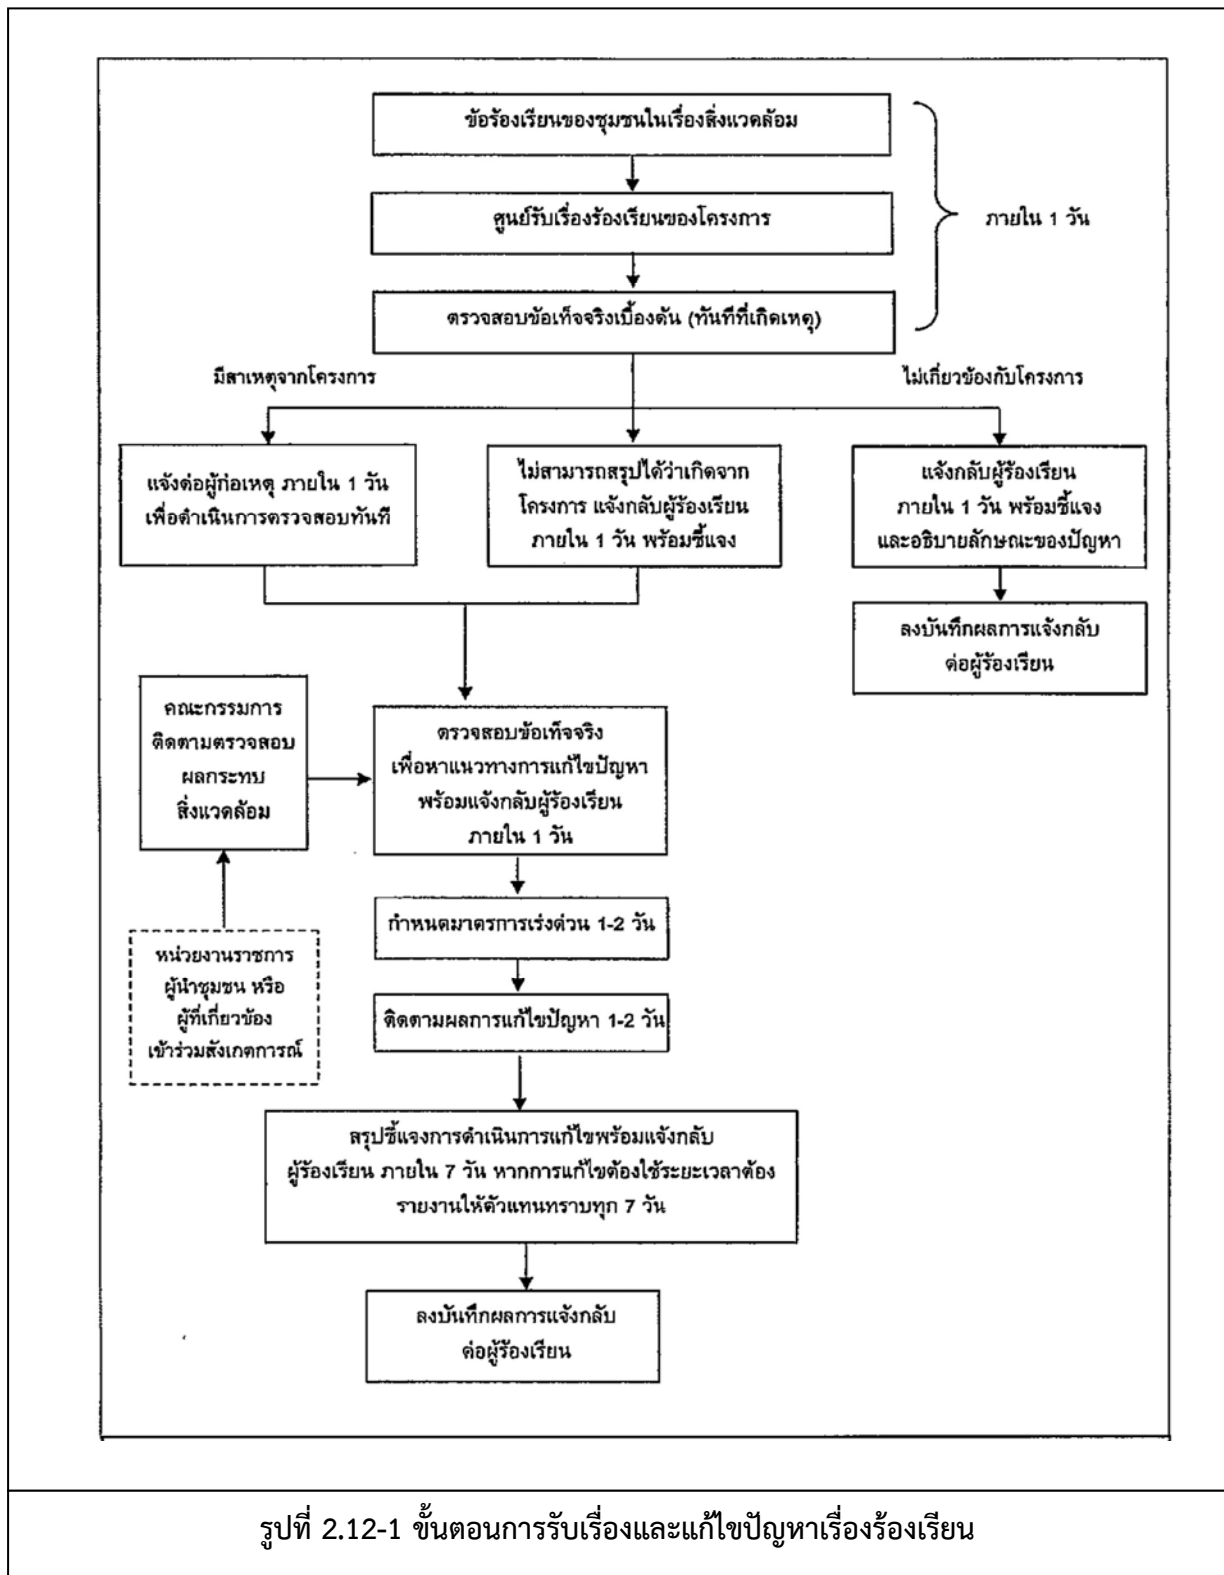 ข้อร้องเรียนของชุมชนในเรื่องสิ่งแวดล้อม
ศูนย์รับเรื่องร้องเรียนของโครงการ
ภายใน 1 วัน
ตรวจสอบข้อเท็จจริงเบื้องต้น (ทันทีที่เกิดเหตุ)
มีสาเหตุจากโครงการ
ไม่เกี่ยวข้องกับโครงการ
แจ้งต่อผู้ก่อเหตุ ภายใน 1 วัน
เพื่อดำเนินการตรวจสอบทันที
ไม่สามารถสรุปได้ว่าเกิดจาก
โครงการ แจ้งกลับผู้ร้องเรียน
ภายใน 1 วัน พร้อมชี้แจง
แจ้งกลับผู้ร้องเรียน
ภายใน 1 วัน พร้อมชี้แจง
และอธิบายลักษณะของปัญหา
ลงบันทึกผลการแจ้งกลับ
ต่อผู้ร้องเรียน
คณะกรรมการ
ติดตามตรวจสอบ
ผลกระทบ
สิ่งแวดล้อม
ตรวจสอบข้อเท็จจริง
เพื่อหาแนวทางการแก้ไขปัญหา
พร้อมแจ้งกลับผู้ร้องเรียน
ภายใน 1 วัน
กำหนดมาตรการเร่งด่วน 1-2 วัน
หน่วยงานราชการ
ผู้นำชุมชน หรือ
ผู้ที่เกี่ยวข้อง
เข้าร่วมสังเกตการณ์
ติดตามผลการแก้ไขปัญหา 1-2 วัน
สรุปชี้แจงการดำเนินการแก้ไขพร้อมแจ้งกลับ
ผู้ร้องเรียน ภายใน 7 วัน หากการแก้ไขต้องใช้ระยะเวลาต้อง
รายงานให้ตัวแทนทราบทุก 7 วัน
ลงบันทึกผลการแจ้งกลับ
ต่อผู้ร้องเรียน
รูปที่ 2.12-1 ขั้นตอนการรับเรื่องและแก้ไขปัญหาเรื่องร้องเรียน